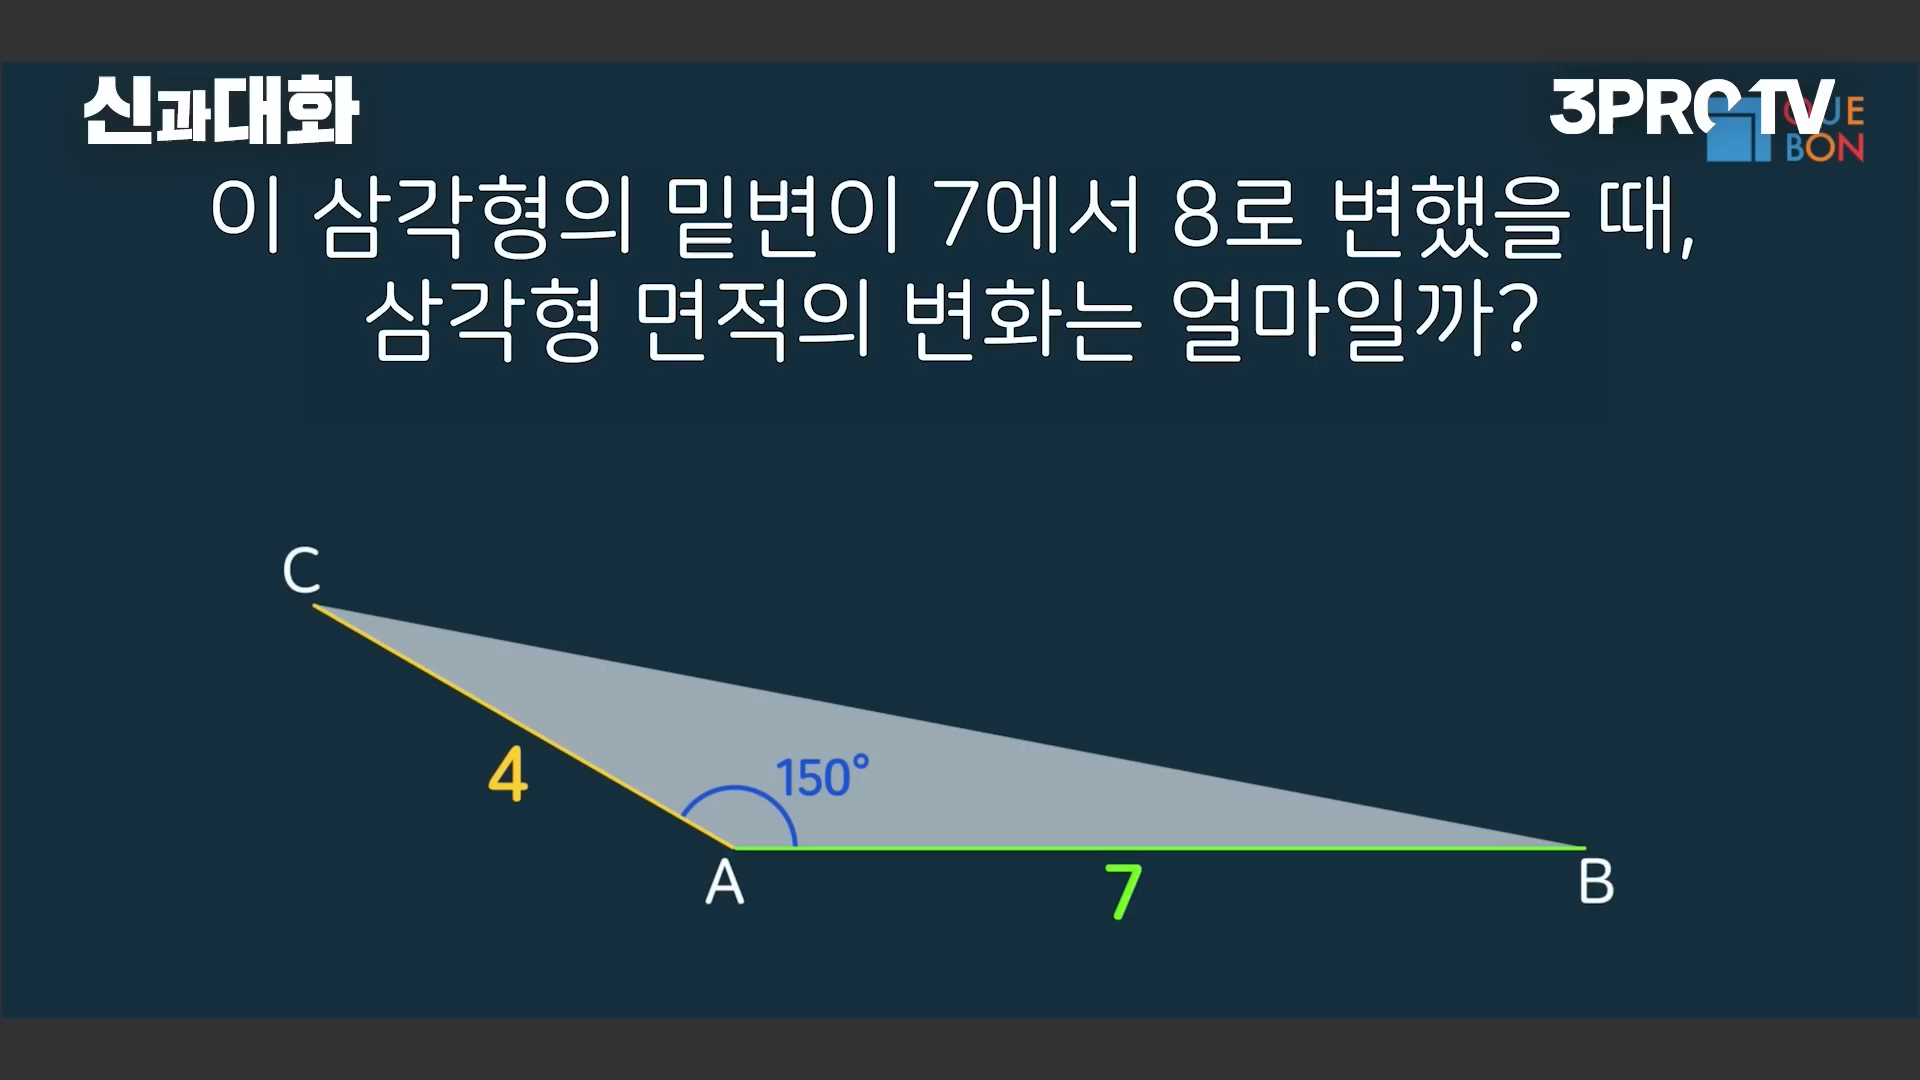 신과대화
3PROTV
QUE
BON
이 삼각형의 밑변이 7에서 8로 변했을 때,
삼각형 면적의 변화는 얼마일까?
C
4
150°
A
7
B